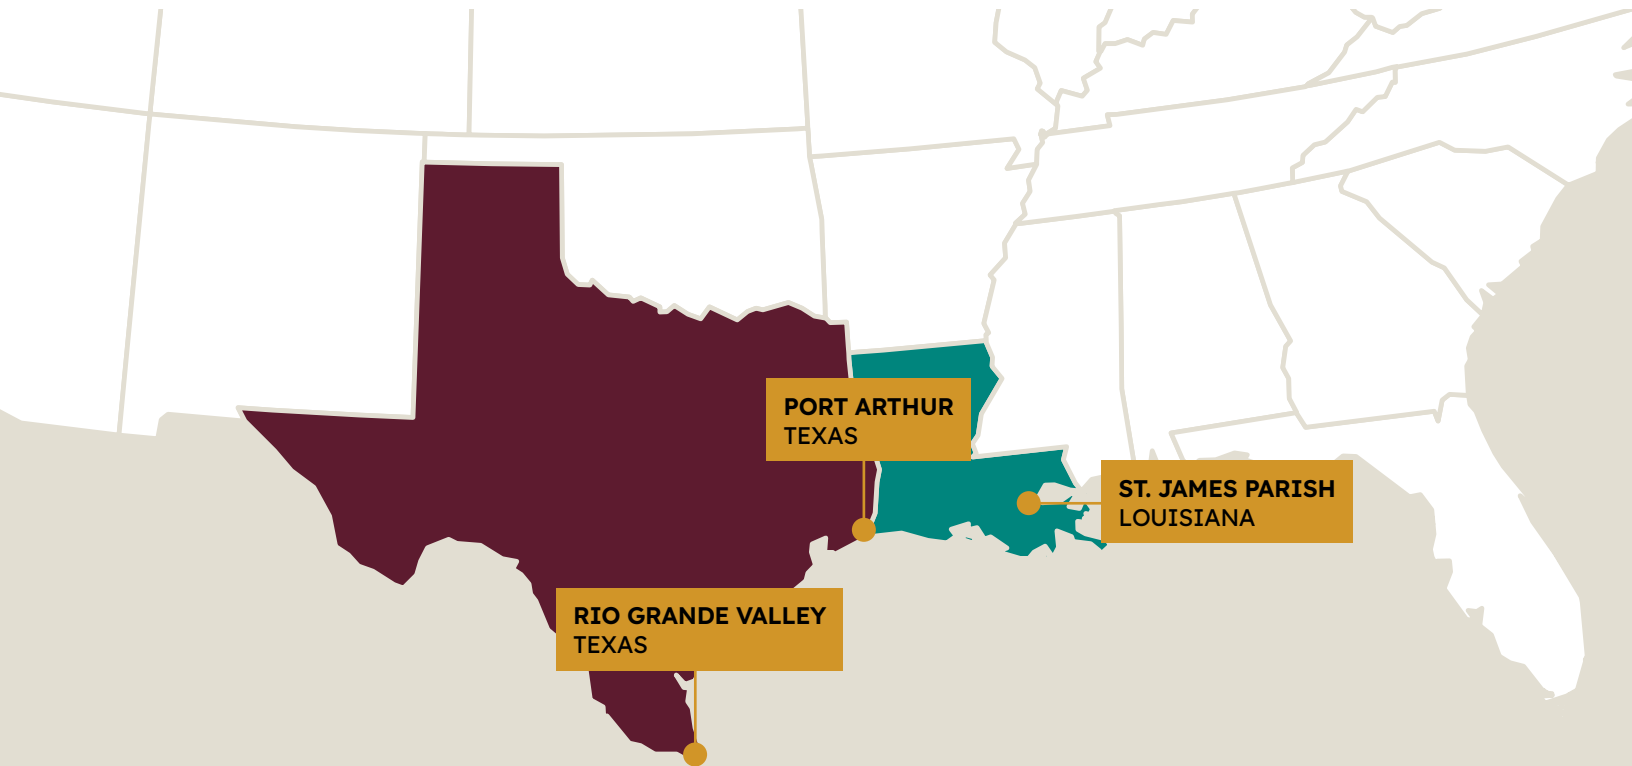 PORT ARTHUR
TEXAS
ST. JAMES PARISH
LOUISIANA
RIO GRANDE VALLEY
TEXAS